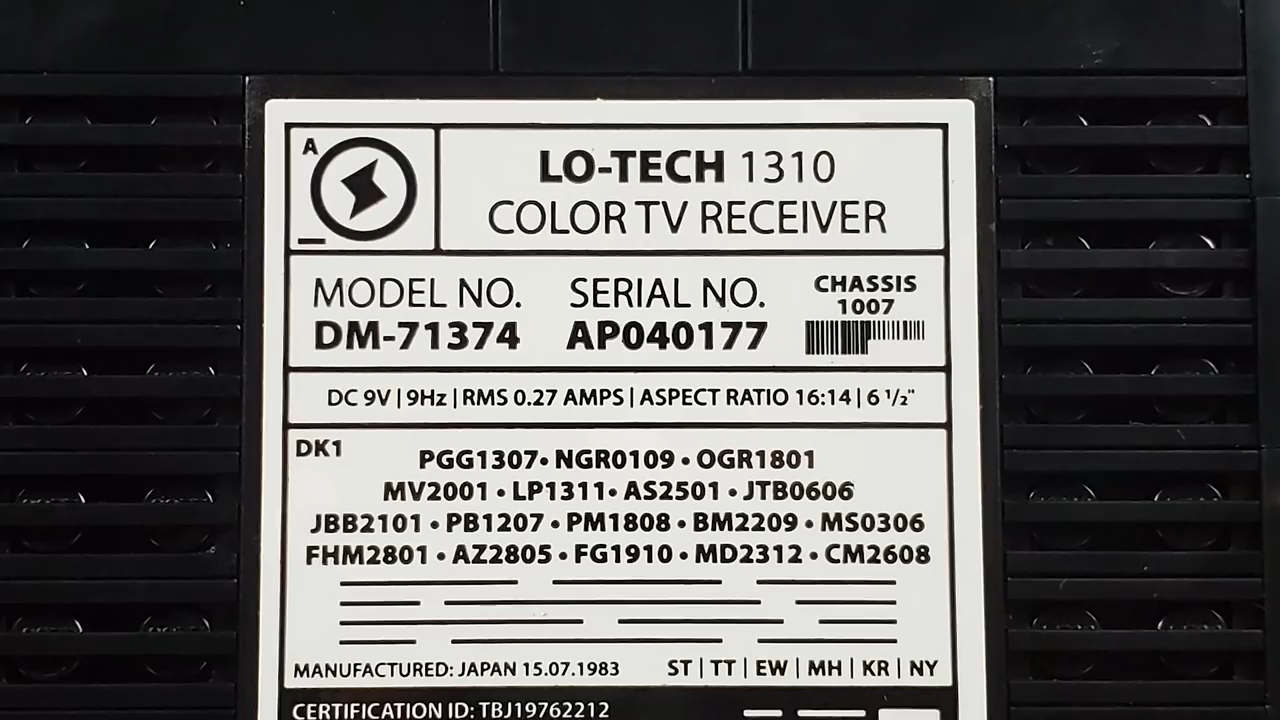 A
LO-TECH 1310
COLOR TV RECEIVER
MODEL NO.
DM-71374
SERIAL NO.
AP040177
CHASSIS
1007
DC 9V | 9Hz | RMS 0.27 AMPS | ASPECT RATIO 16:14 | 6 1/2"
DK1
PGG1307 • NGR0109 • OGR1801
MV2001 • LP1311 • AS2501 • JTB0606
JBB2101 • PB1207 • PM1808 • BM2209 • MS0306
FHM2801 • AZ2805 • FG1910 • MD2312 • CM2608
MANUFACTURED: JAPAN 15.07.1983
ST | TT | EW | MH | KR | NY
CERTIFICATION ID: TBJ19762212